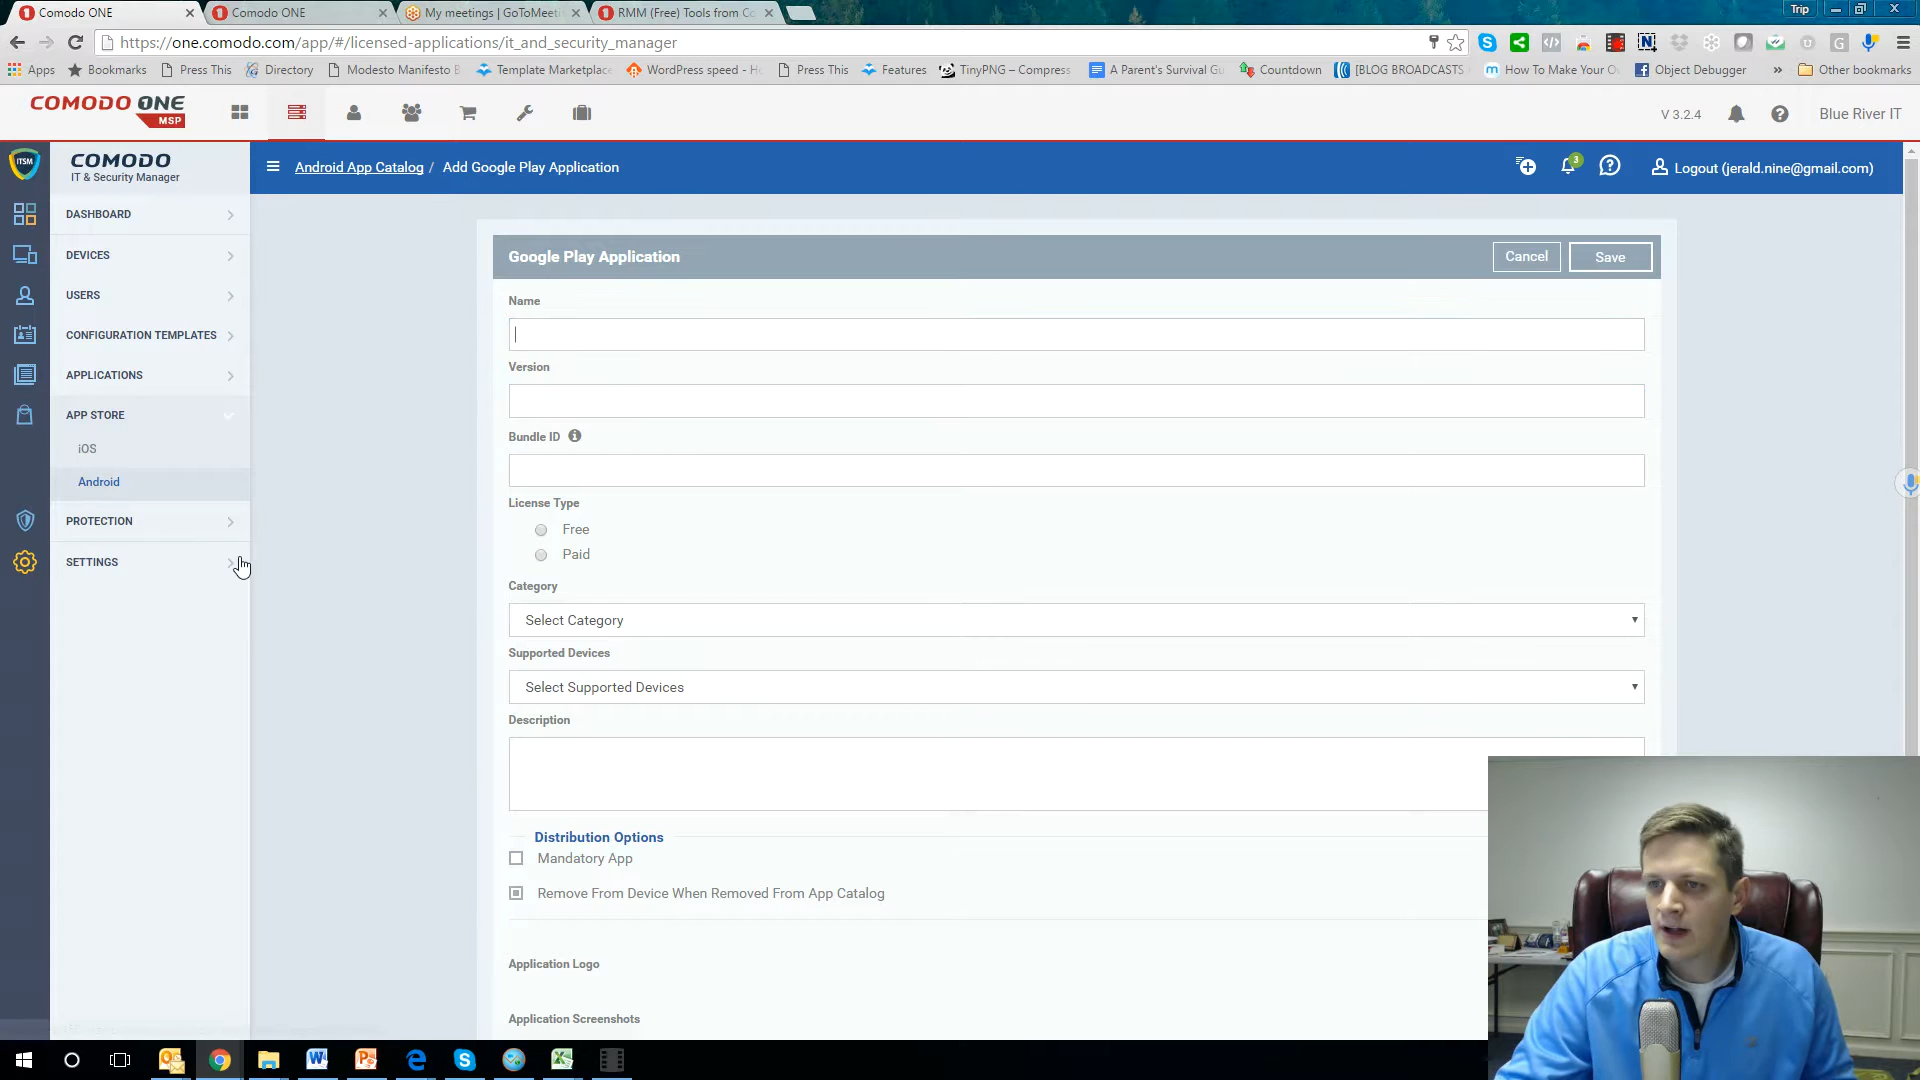 Comodo ONE
Comodo ONE
My meetings | GoToMeeti
RMM (Free) Tools from Co
Trip
https://one.comodo.com/app/#/licensed-applications/it_and_security_manager
Apps
Bookmarks
Press This
Directory
Modesto Manifesto B
Template Marketplace
WordPress speed - Ho
Press This
Features
TinyPNG – Compress
A Parent's Survival Gu
Countdown
[BLOG BROADCASTS
How To Make Your O
Object Debugger
»
Other bookmarks
COMODO ONE
MSP
V 3.2.4
Blue River IT
ITSM
COMODO
IT & Security Manager
Android App Catalog / Add Google Play Application
3
Logout (jerald.nine@gmail.com)
DASHBOARD
DEVICES
USERS
CONFIGURATION TEMPLATES
APPLICATIONS
APP STORE
iOS
Android
PROTECTION
SETTINGS
Google Play Application
Cancel
Save
Name
Version
Bundle ID
License Type
Free
Paid
Category
Select Category
Supported Devices
Select Supported Devices
Description
Distribution Options
Mandatory App
Remove From Device When Removed From App Catalog
Application Logo
Application Screenshots